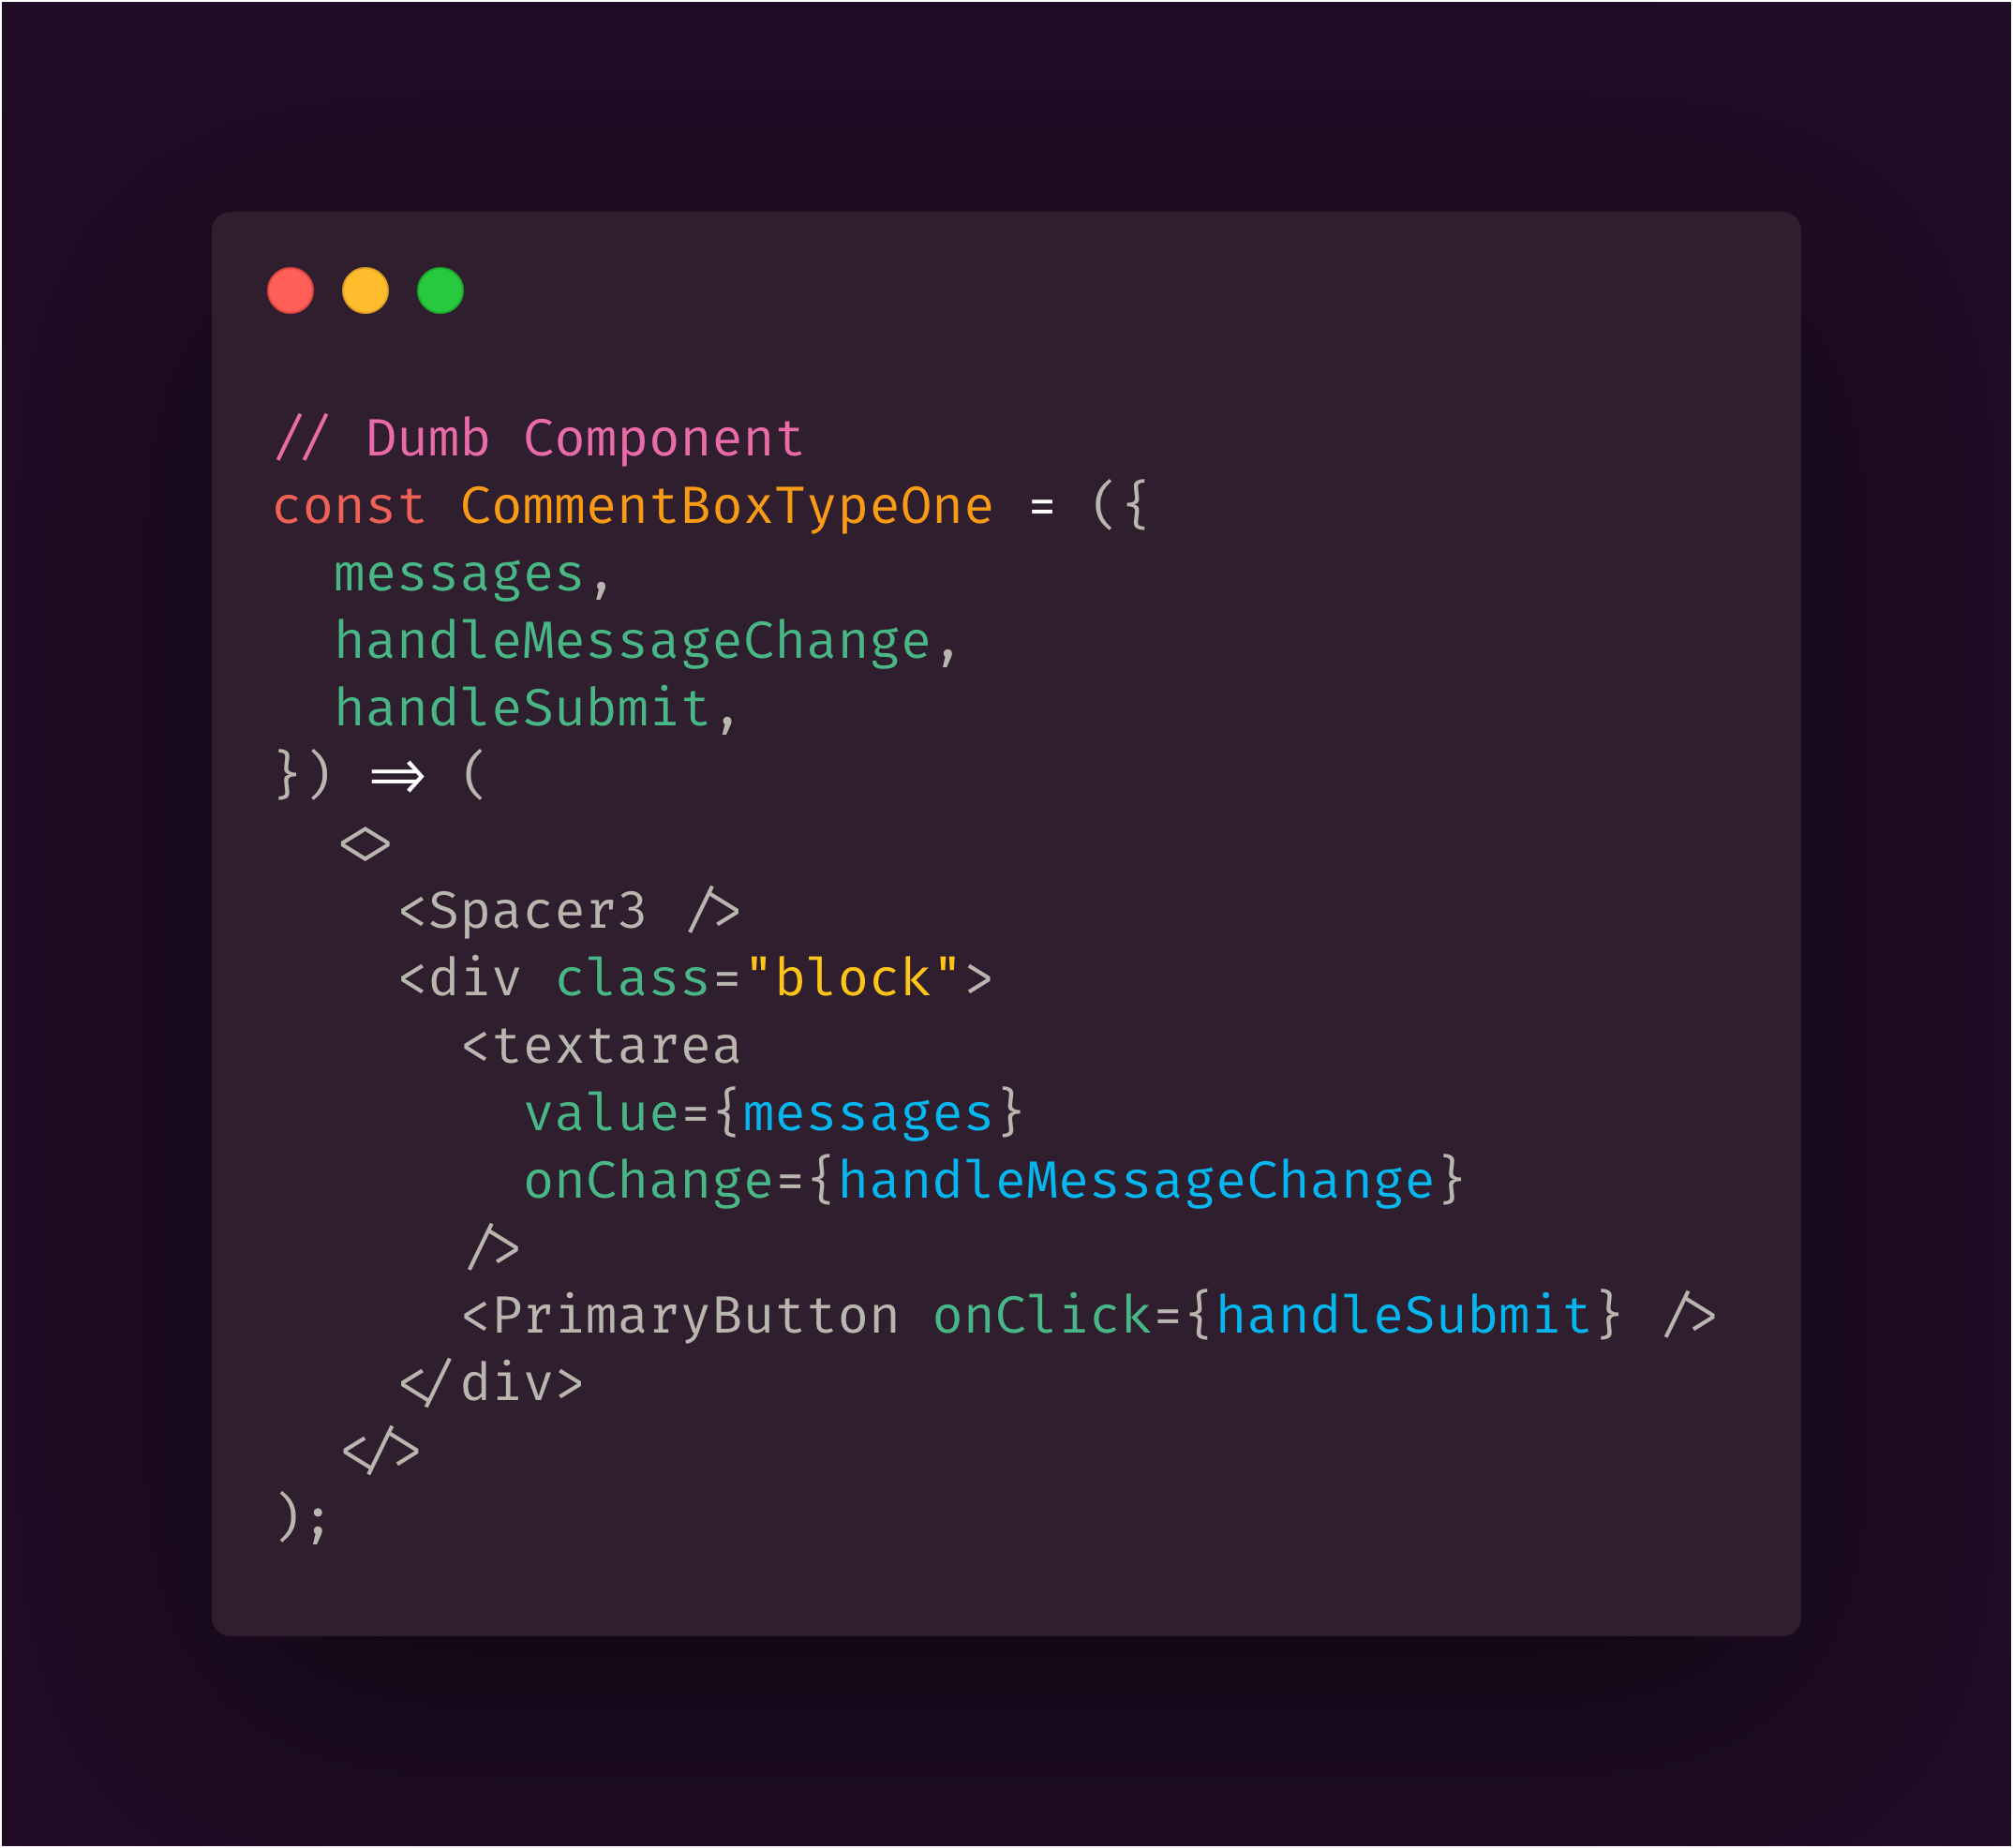 // Dumb Component
const CommentBoxTypeOne = ({
  messages,
  handleMessageChange,
  handleSubmit,
}) => (
  <>
    <Spacer3 />
    <div class="block">
      <textarea
        value={messages}
        onChange={handleMessageChange}
      />
      <PrimaryButton onClick={handleSubmit} />
    </div>
  </>
);